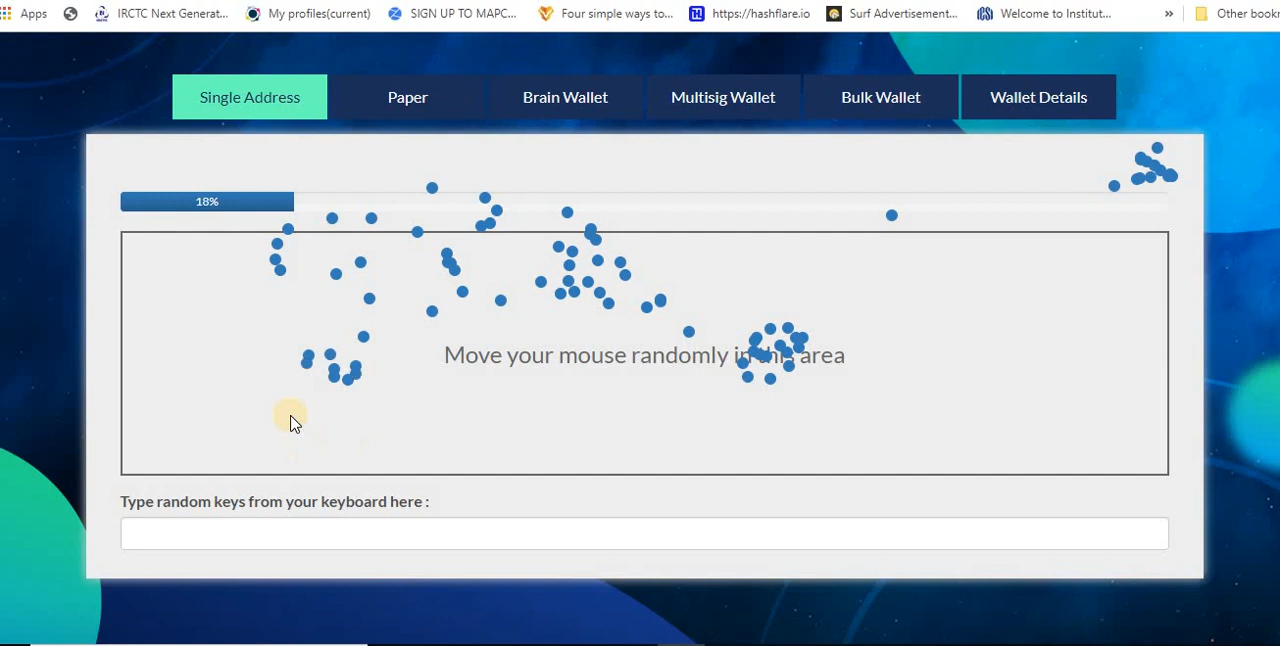 Apps IRCTC Next Generat... My profiles(current) SIGN UP TO MAPC... Four simple ways to... https://hashflare.io Surf Advertisement... Welcome to Institut... » Other bookm
Single Address Paper Brain Wallet Multisig Wallet Bulk Wallet Wallet Details
18%
Move your mouse randomly in this area
Type random keys from your keyboard here :